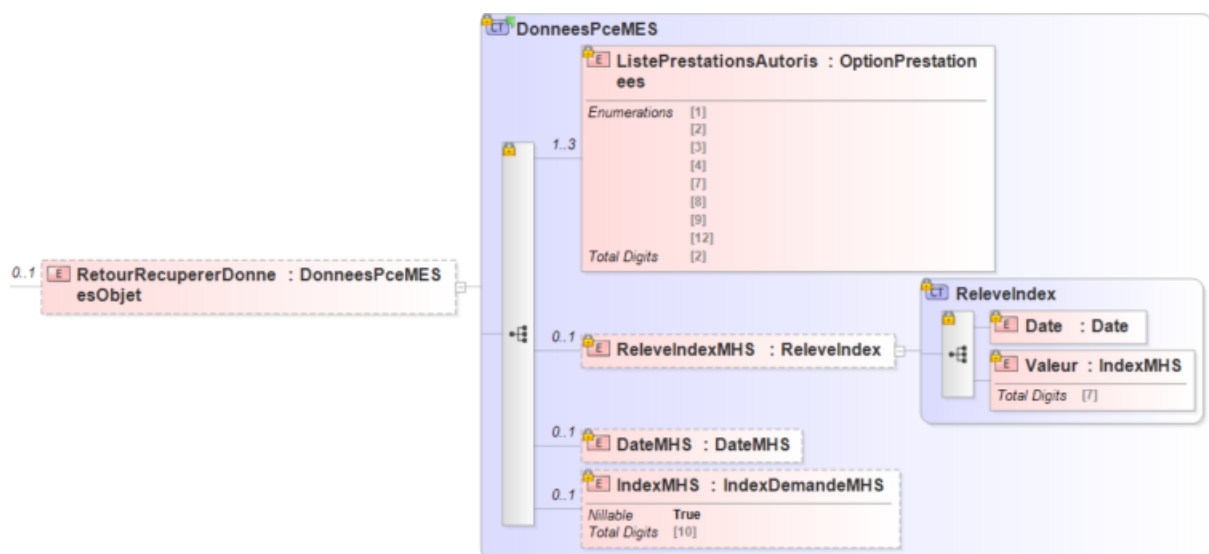 CT DonneesPceMES
E ListePrestationsAutoris : OptionPrestation
ees
Enumerations [1]
[2]
1..3 [3]
[4]
[7]
[8]
[9]
[12]
Total Digits [2]
0..1 E RetourRecupererDonne : DonneesPceMES
esObjet
CT ReleveIndex
E Date : Date
0..1 E ReleveIndexMHS : ReleveIndex
E Valeur : IndexMHS
Total Digits [7]
0..1 E DateMHS : DateMHS
0..1 E IndexMHS : IndexDemandeMHS
Nillable True
Total Digits [10]